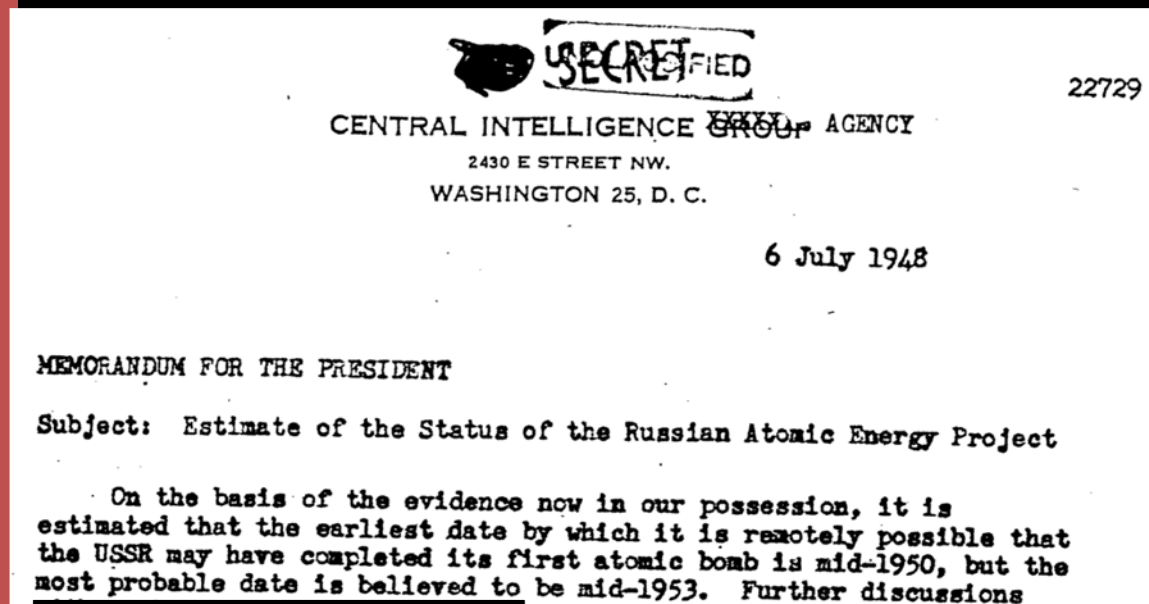 SECRET
UNCLASSIFIED
22729
CENTRAL INTELLIGENCE GROUP AGENCY
2430 E STREET NW.
WASHINGTON 25, D. C.
6 July 1948
MEMORANDUM FOR THE PRESIDENT
Subject: Estimate of the Status of the Russian Atomic Energy Project
On the basis of the evidence now in our possession, it is
estimated that the earliest date by which it is remotely possible that
the USSR may have completed its first atomic bomb is mid-1950, but the
most probable date is believed to be mid-1953. Further discussions